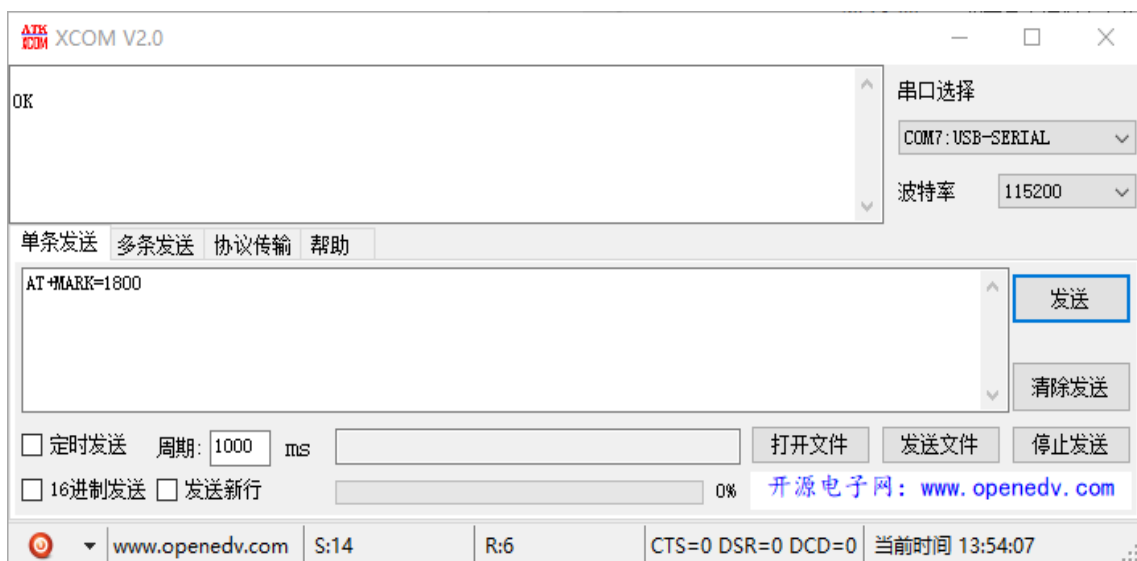 ATK XCOM XCOM V2.0
OK
串口选择
COM7:USB-SERIAL
波特率 115200
单条发送 多条发送 协议传输 帮助
AT+MARK=1800
发送
清除发送
定时发送 周期: 1000 ms 打开文件 发送文件 停止发送
16进制发送 发送新行 0% 开源电子网: www.openedv.com
www.openedv.com S:14 R:6 CTS=0 DSR=0 DCD=0 当前时间 13:54:07